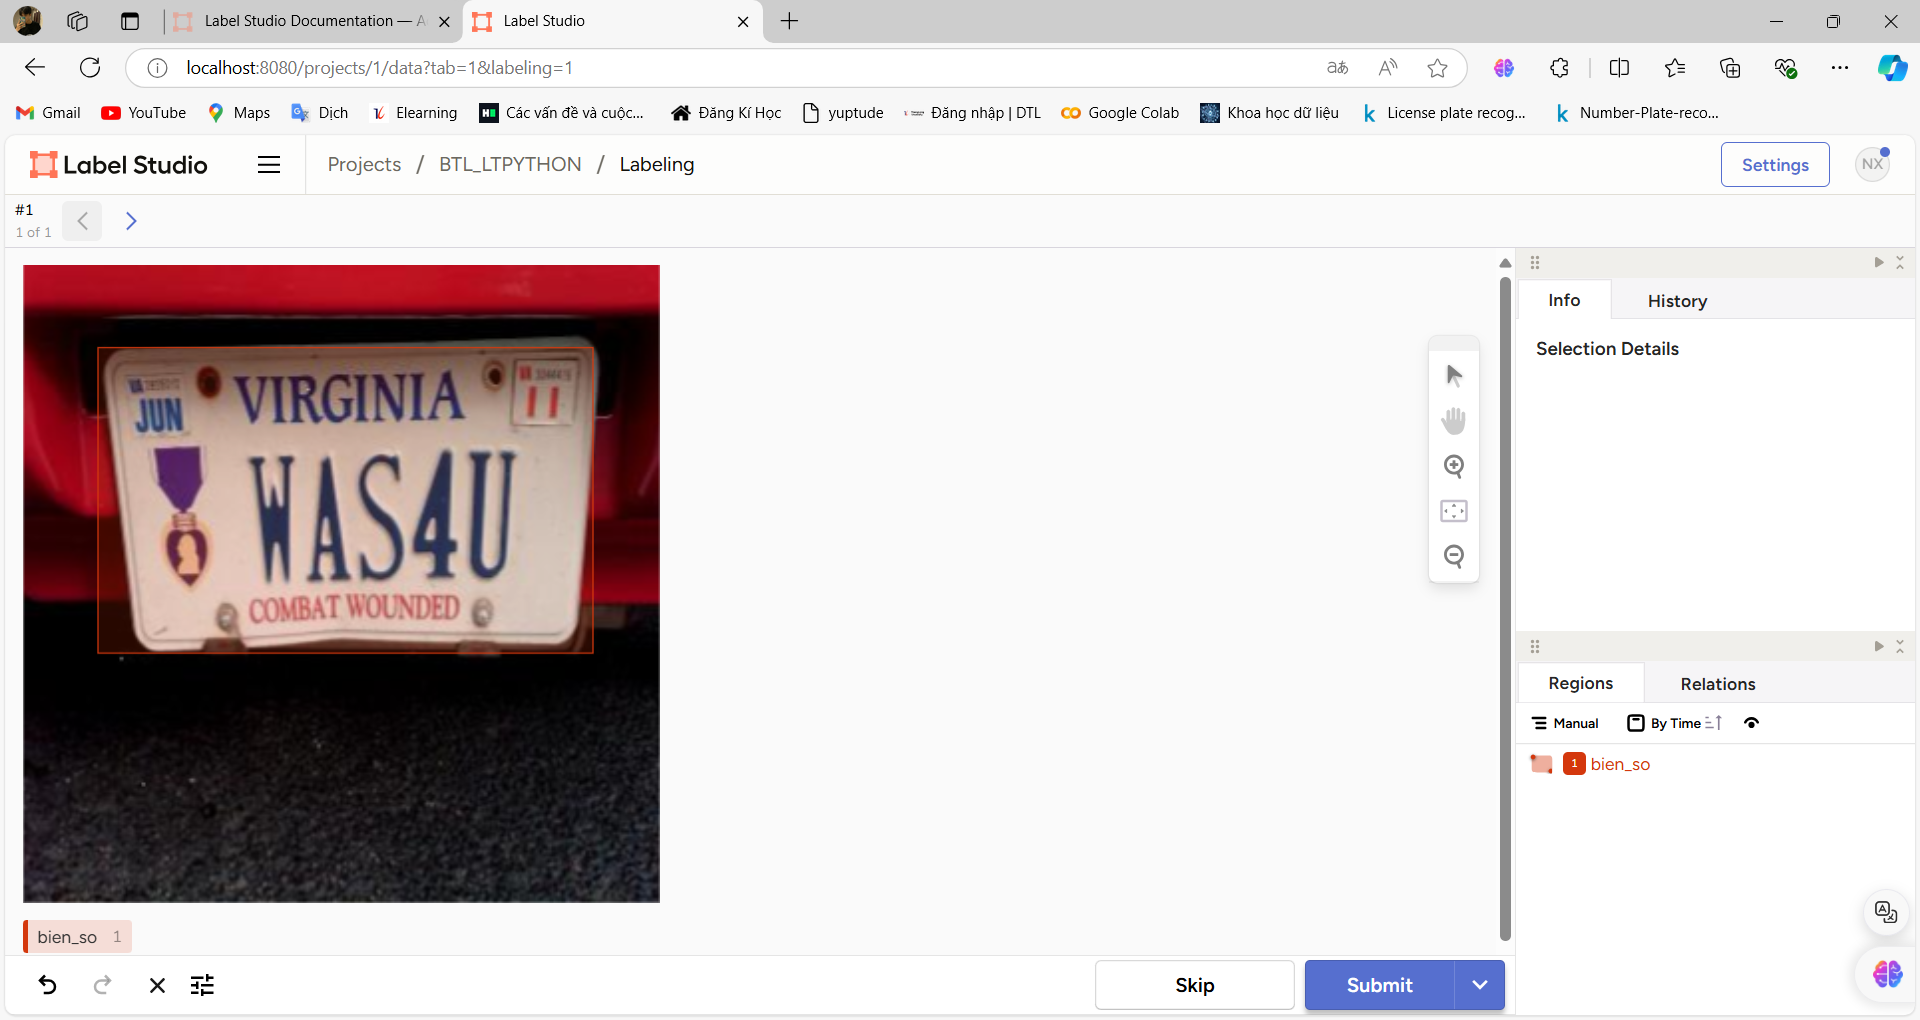 Label Studio Documentation — A
Label Studio
localhost:8080/projects/1/data?tab=1&labeling=1
Gmail
YouTube
Maps
Dịch
Elearning
Các vấn đề và cuộc...
Đăng Kí Học
yuptude
Đăng nhập | DTL
Google Colab
Khoa học dữ liệu
License plate recog...
Number-Plate-reco...
Label Studio
Projects / BTL_LTPYTHON / Labeling
Settings
NX
#1
1 of 1
Info
History
Selection Details
JUN
VIRGINIA
11
WAS4U
COMBAT WOUNDED
Regions
Relations
Manual
By Time
1 bien_so
bien_so 1
Skip
Submit